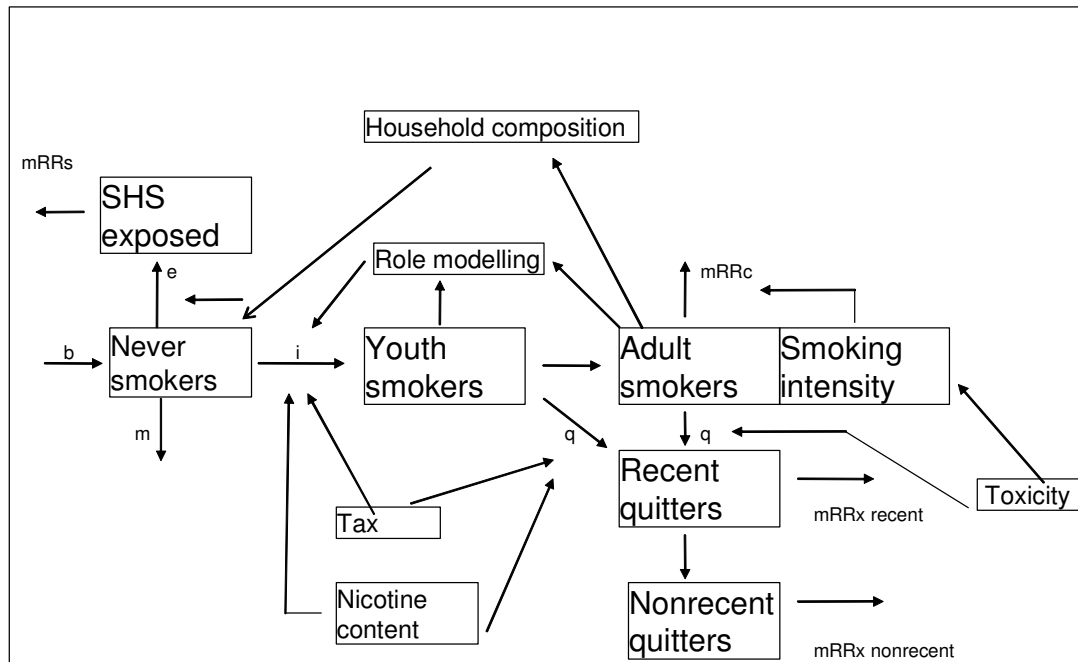 Household composition
mRRs
SHS
exposed
Role modelling
e
mRRc
b
Never
smokers
i
Youth
smokers
Adult
smokers
Smoking
intensity
m
q
q
Recent
quitters
Toxicity
mRRx recent
Tax
Nicotine
content
Nonrecent
quitters
mRRx nonrecent